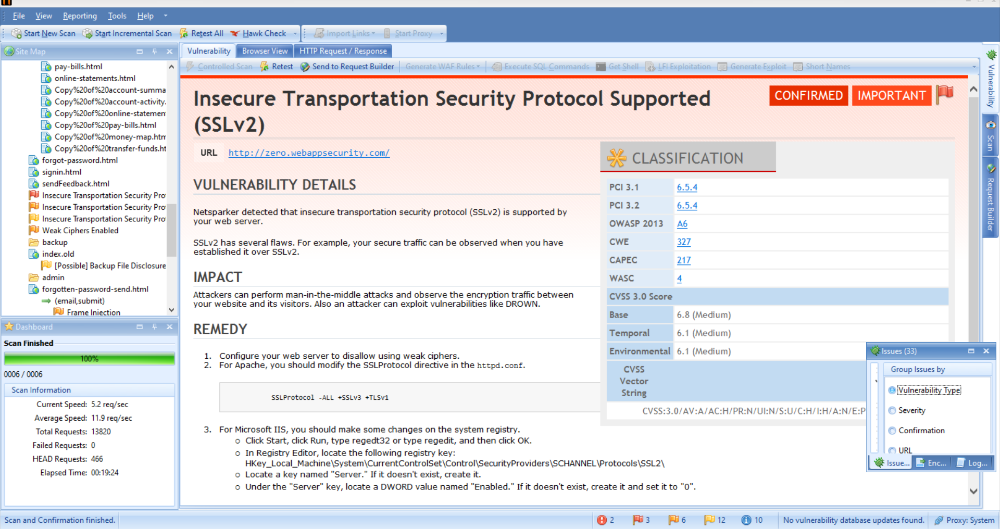 File View Reporting Tools Help
Start New Scan Start Incremental Scan Retest All Hawk Check Import Links Start Proxy
Site Map
pay-bills.html
online-statements.html
Copy%20of%20account-summa
Copy%20of%20account-activity.
Copy%20of%20online-statemen
Copy%20of%20pay-bills.html
Copy%20of%20money-map.htm
Copy%20of%20transfer-funds.ht
forgot-password.html
signin.html
sendFeedback.html
Insecure Transportation Security Pro
Insecure Transportation Security Pro
Insecure Transportation Security Pro
Weak Ciphers Enabled
backup
index.old
[Possible] Backup File Disclosure
admin
forgotten-password-send.html
(email,submit)
Frame Injection
Dashboard
Scan Finished
100%
0006 / 0006
Scan Information
Current Speed: 5.2 req/sec
Average Speed: 11.9 req/sec
Total Requests: 13820
Failed Requests: 0
HEAD Requests: 466
Elapsed Time: 00:19:24
Vulnerability Browser View HTTP Request / Response
Controlled Scan Retest Send to Request Builder Generate WAF Rules Execute SQL Commands Get Shell LFI Exploitation Generate Exploit Short Names
Insecure Transportation Security Protocol Supported
(SSLv2)
CONFIRMED IMPORTANT
URL http://zero.webappsecurity.com/
VULNERABILITY DETAILS
Netsparker detected that insecure transportation security protocol (SSLv2) is supported by
your web server.
SSLv2 has several flaws. For example, your secure traffic can be observed when you have
established it over SSLv2.
IMPACT
Attackers can perform man-in-the-middle attacks and observe the encryption traffic between
your website and its visitors. Also an attacker can exploit vulnerabilities like DROWN.
REMEDY
1. Configure your web server to disallow using weak ciphers.
2. For Apache, you should modify the SSLProtocol directive in the httpd.conf.
SSLProtocol -ALL +SSLv3 +TLSv1
3. For Microsoft IIS, you should make some changes on the system registry.
o Click Start, click Run, type regedt32 or type regedit, and then click OK.
o In Registry Editor, locate the following registry key:
HKey_Local_Machine\System\CurrentControlSet\Control\SecurityProviders\SCHANNEL\Protocols\SSL2\
o Locate a key named "Server." If it doesn't exist, create it.
o Under the "Server" key, locate a DWORD value named "Enabled." If it doesn't exist, create it and set it to "0".
CLASSIFICATION
PCI 3.1 6.5.4
PCI 3.2 6.5.4
OWASP 2013 A6
CWE 327
CAPEC 217
WASC 4
CVSS 3.0 Score
Base 6.8 (Medium)
Temporal 6.1 (Medium)
Environmental 6.1 (Medium)
CVSS
Vector
String
CVSS:3.0/AV:A/AC:H/PR:N/UI:N/S:U/C:H/I:H/A:N/E:P
Issues (33)
Group Issues by
Vulnerability Type
Severity
Confirmation
URL
Issue... Enc... Log...
Vulnerability
Scan
Request Builder
Scan and Confirmation finished.
2 3 6 12 10 No vulnerability database updates found. Proxy: System